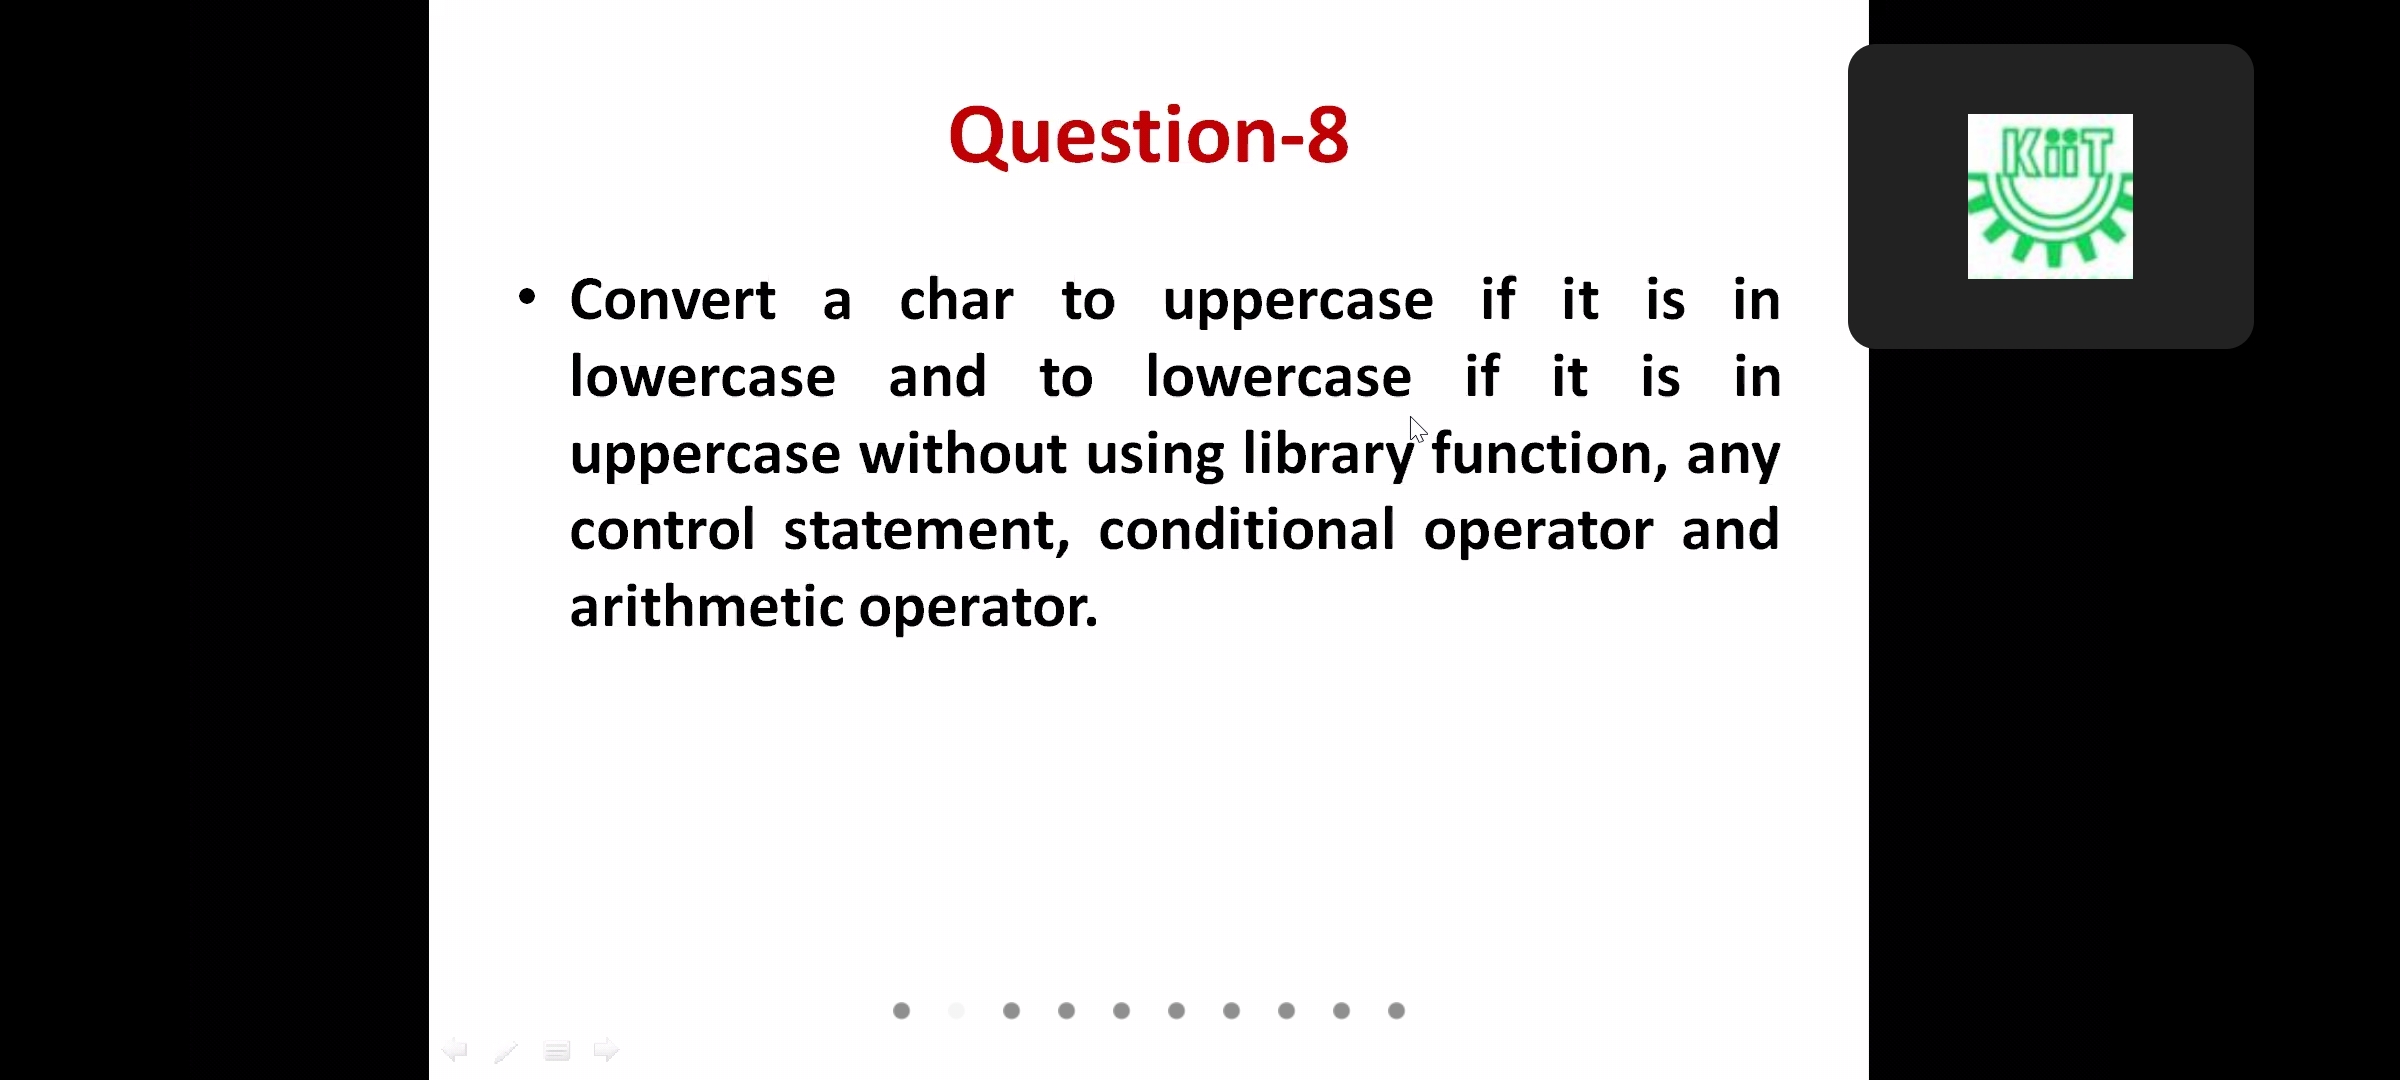 Question-8
KiiT
• Convert a char to uppercase if it is in
lowercase and to lowercase if it is in
uppercase without using library function, any
control statement, conditional operator and
arithmetic operator.